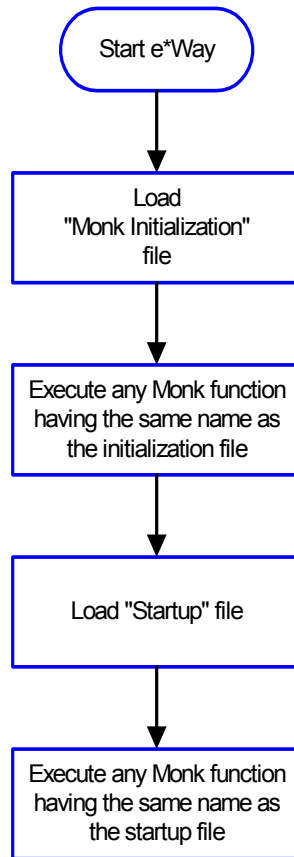 Start e*Way
Load
"Monk Initialization"
file
Execute any Monk function
having the same name as
the initialization file
Load "Startup" file
Execute any Monk function
having the same name as
the startup file